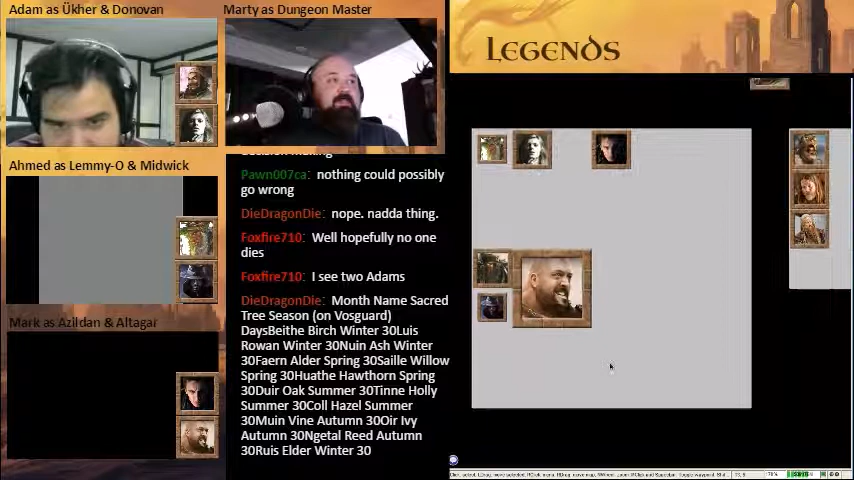 Adam as Ükher & Donovan
Marty as Dungeon Master
LEGENDS
Ahmed as Lemmy-O & Midwick
Pawn007ca: nothing could possibly
go wrong
DieDragonDie: nope. nadda thing.
Foxfire710: Well hopefully no one
dies
Foxfire710: I see two Adams
DieDragonDie: Month Name Sacred
Tree Season (on Vosguard)
DaysBeithe Birch Winter 30Luis
Rowan Winter 30Nuin Ash Winter
30Faern Alder Spring 30Saille Willow
Spring 30Huathe Hawthorn Spring
30Duir Oak Summer 30Tinne Holly
Summer 30Coll Hazel Summer
30Muin Vine Autumn 30Oir Ivy
Autumn 30Ngetal Reed Autumn
30Ruis Elder Winter 30
Mark as Azildan & Altagar